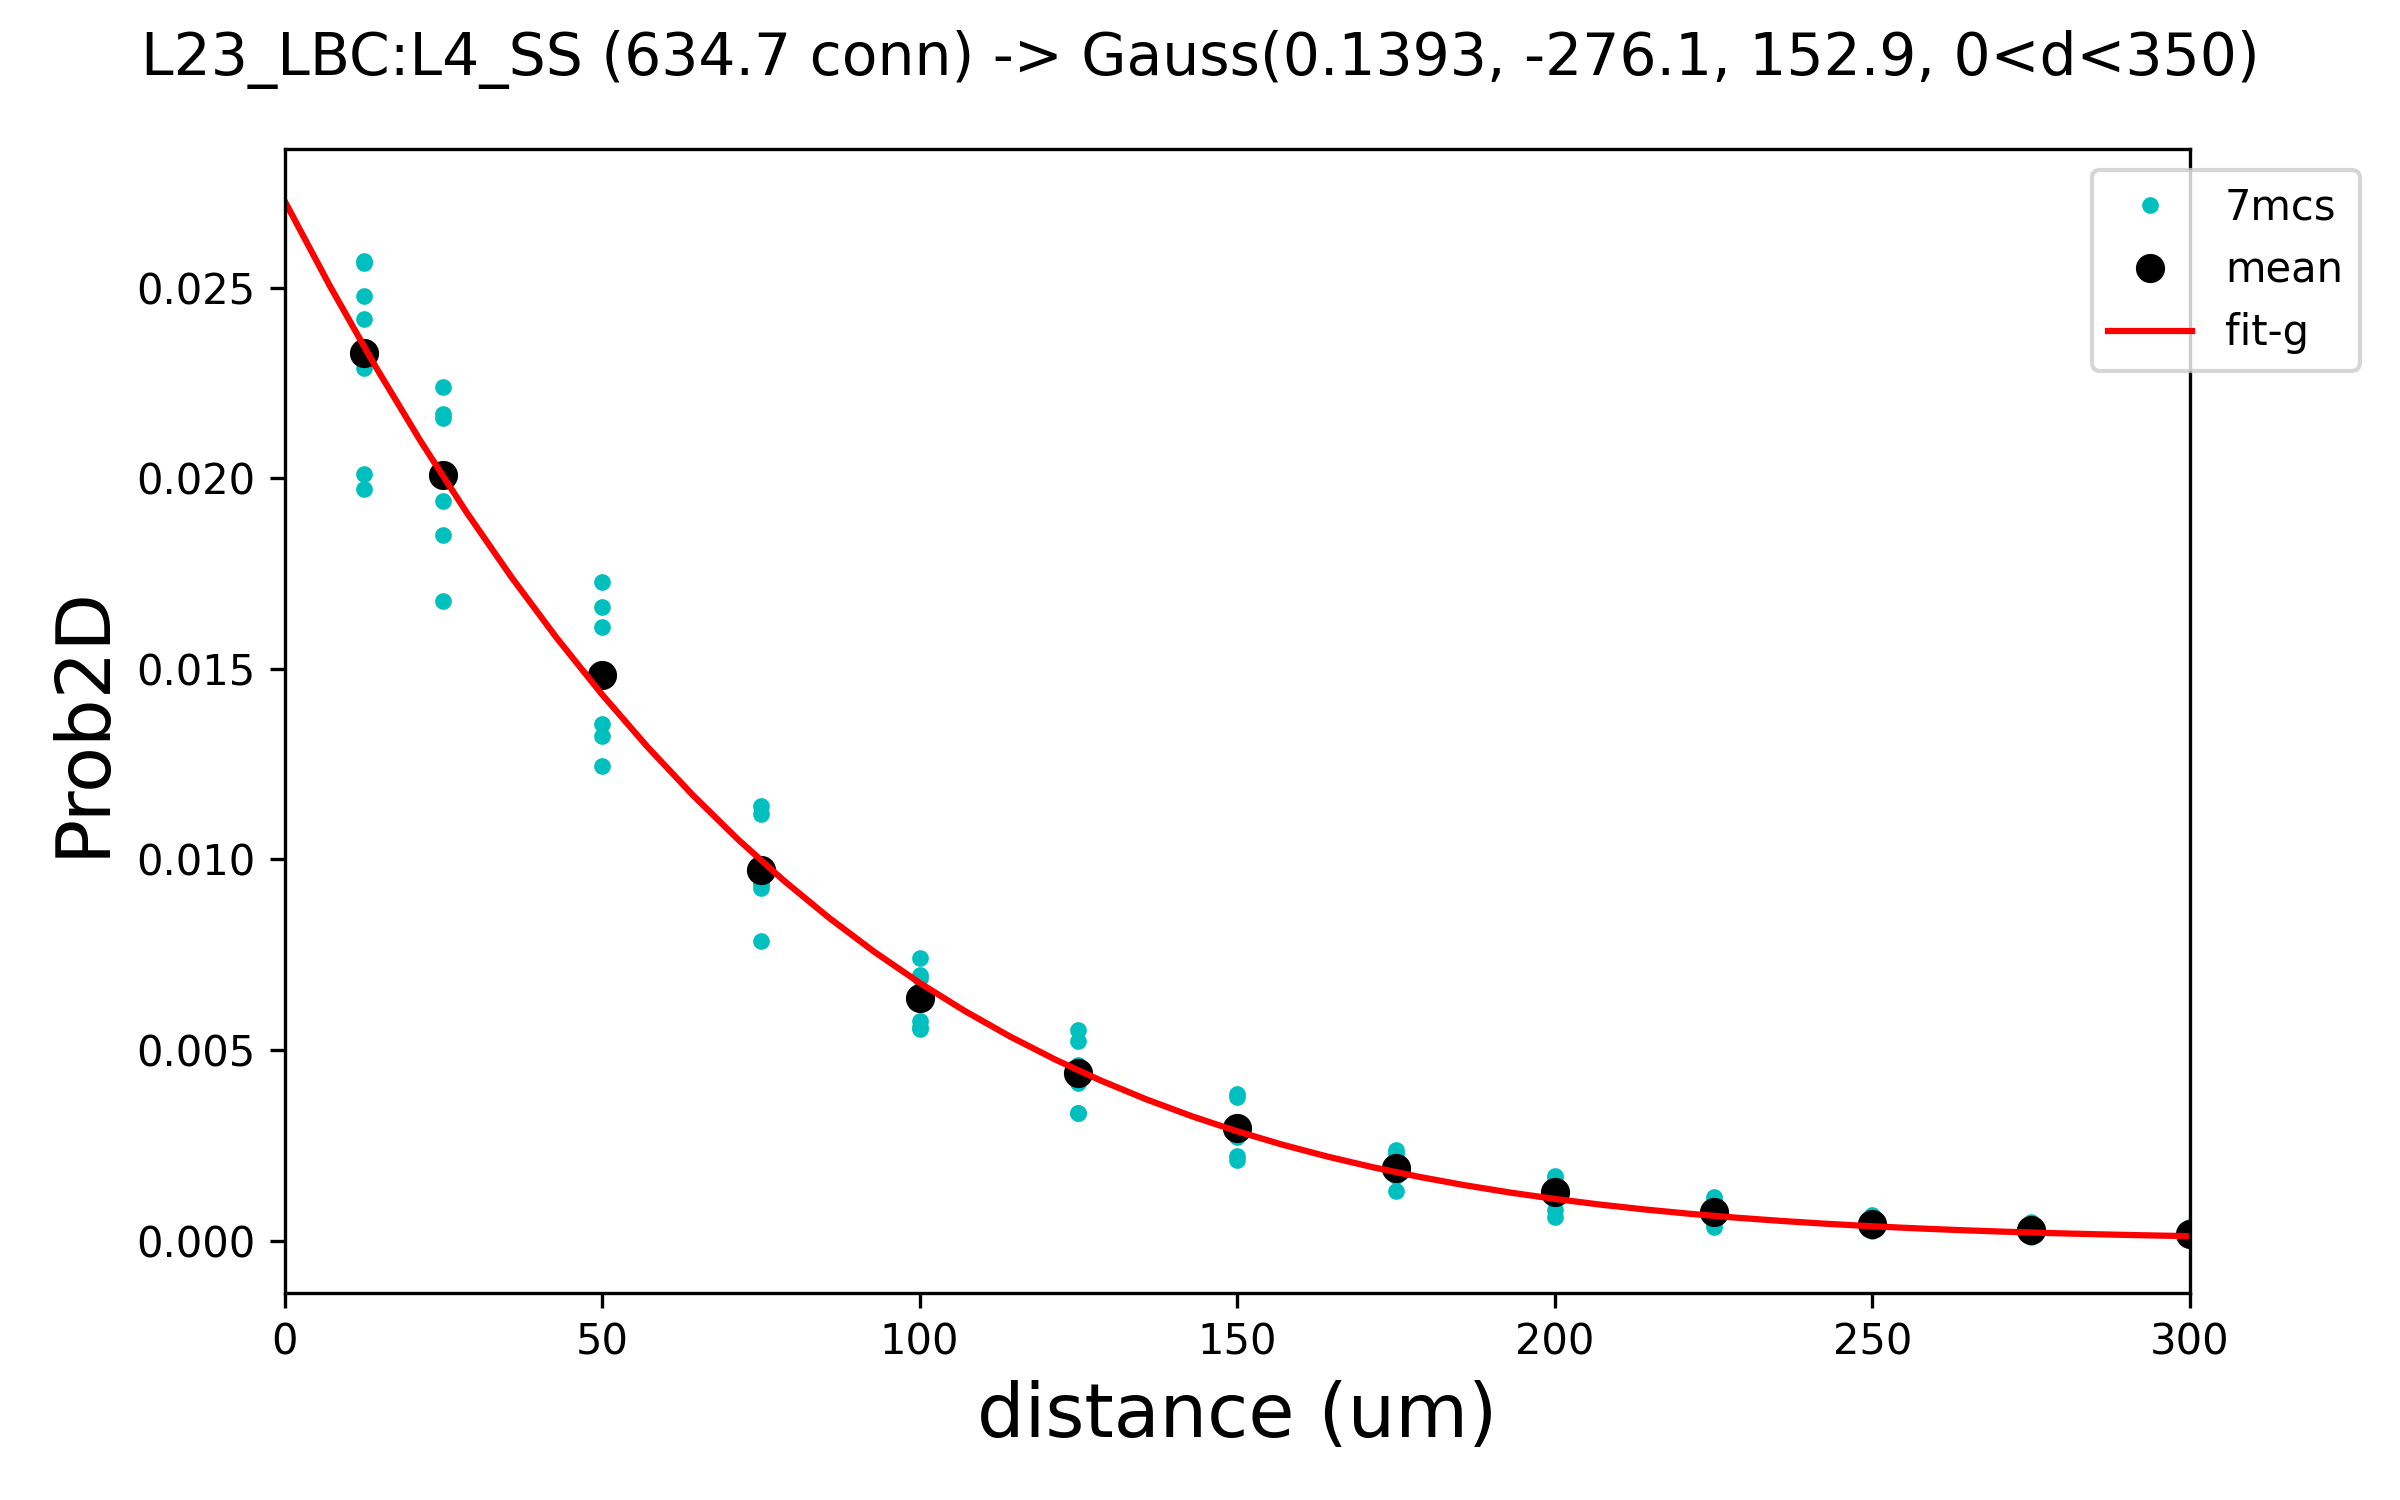 L23_LBC:L4_SS (634.7 conn) -> Gauss(0.1393, -276.1, 152.9, 0<d<350)
7mcs
mean
fit-g
Prob2D
0.025
0.020
0.015
0.010
0.005
0.000
0 50 100 150 200 250 300
distance (um)